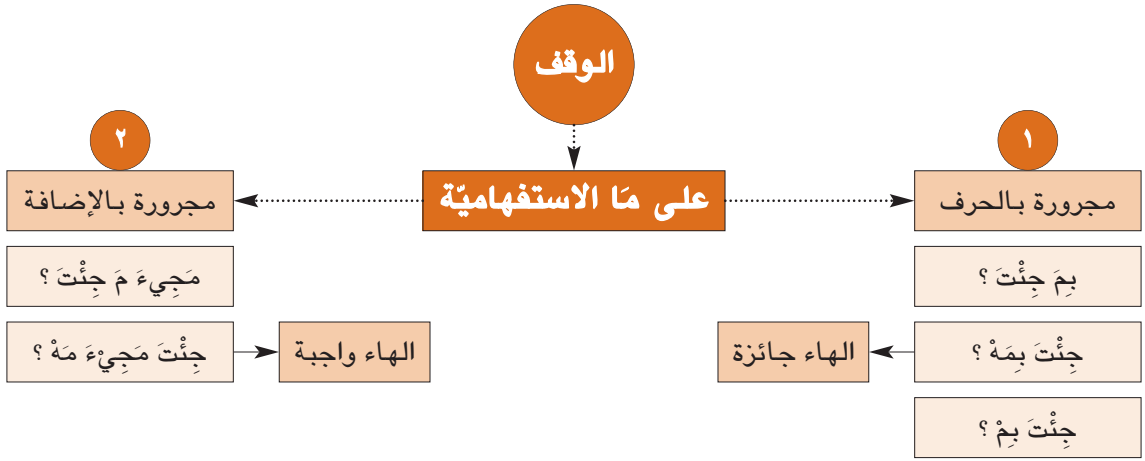 الوقف
على مَا الاستفهاميّة
١
مجرورة بالحرف
بِمَ جِئْتَ ؟
جِئْتَ بِمَهْ ؟
الهاء جائزة
جِئْتَ بِمْ ؟
٢
مجرورة بالإضافة
مَجِيءَ مَ جِئْتَ ؟
جِئْتَ مَجِيْءَ مَهْ ؟
الهاء واجبة